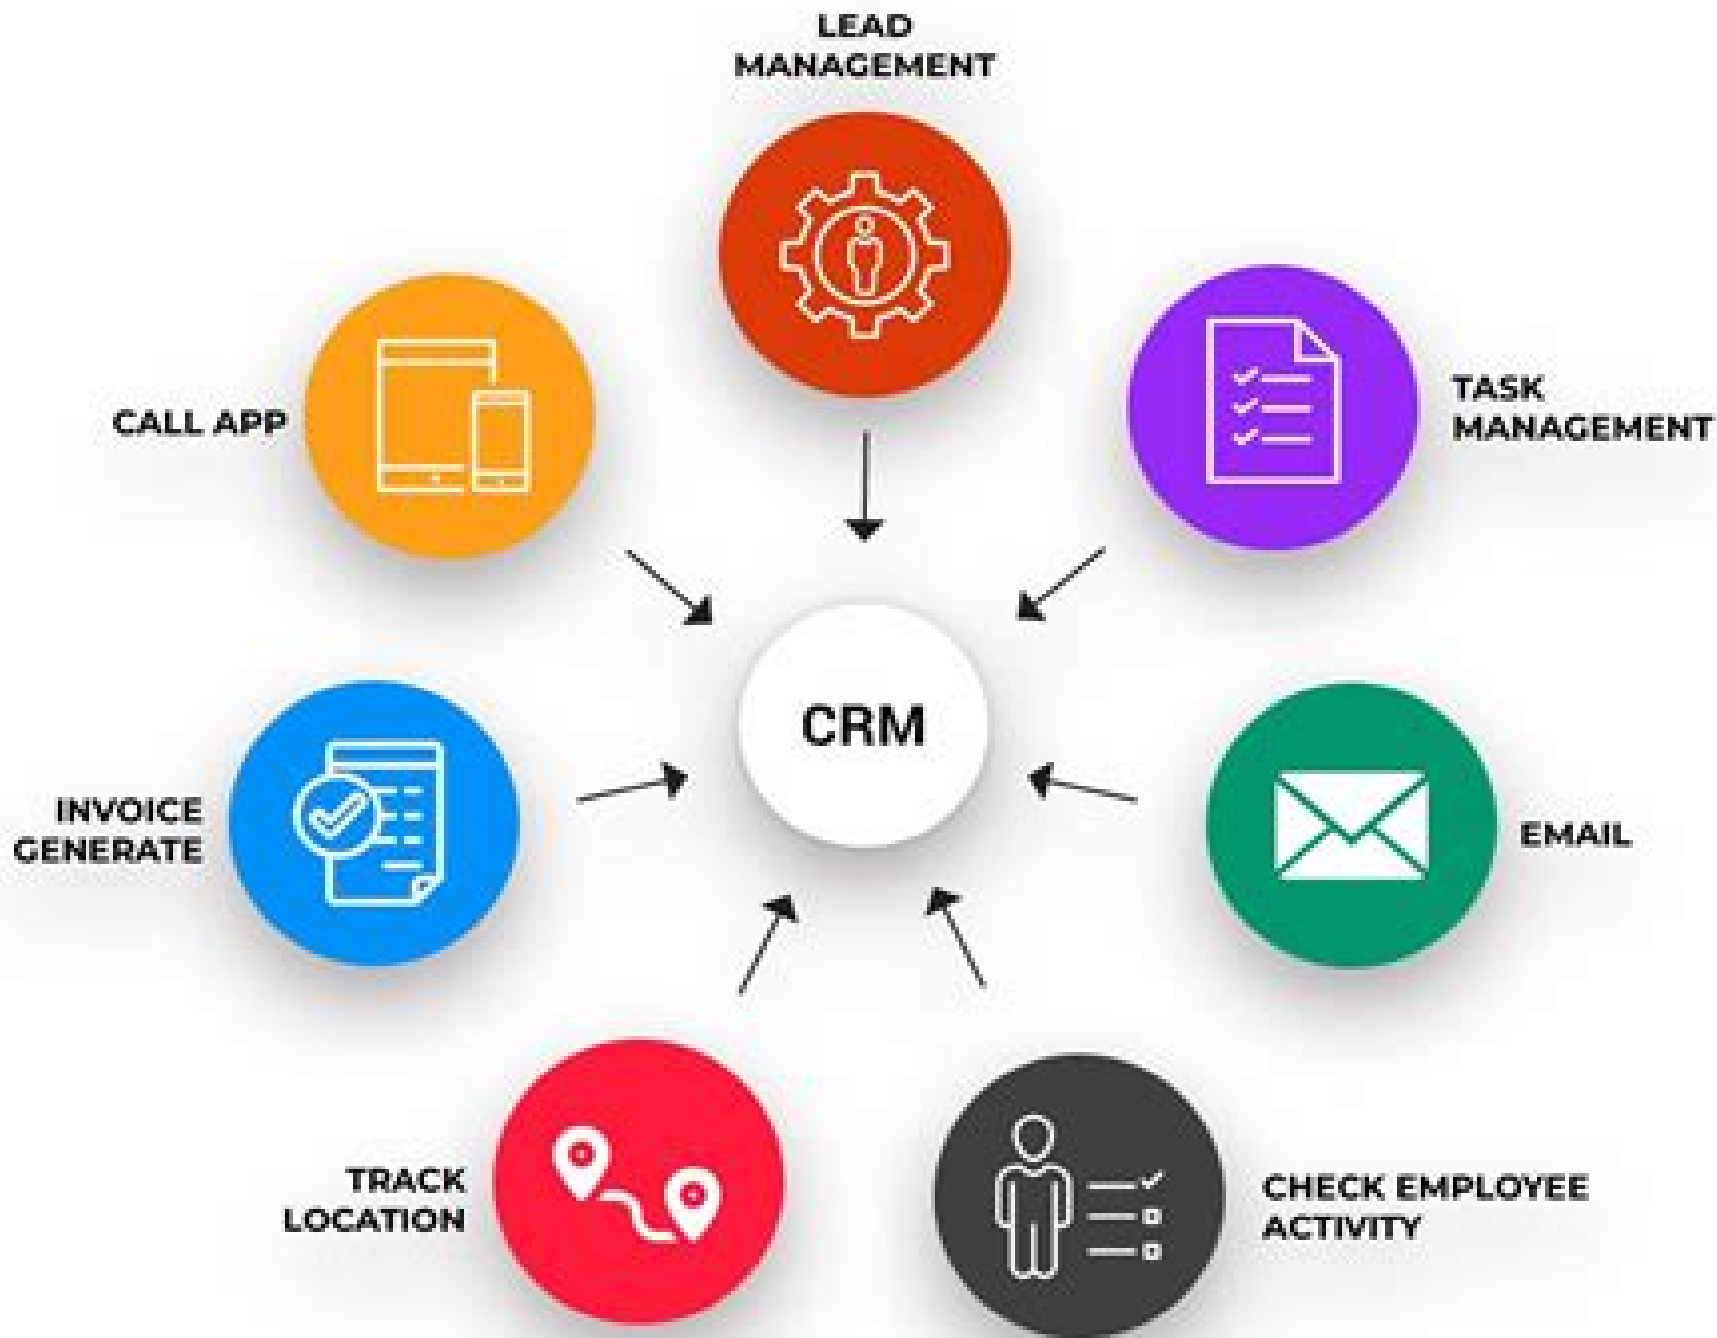 LEAD
MANAGEMENT
CALL APP
TASK
MANAGEMENT
CRM
INVOICE
GENERATE
EMAIL
TRACK
LOCATION
CHECK EMPLOYEE
ACTIVITY